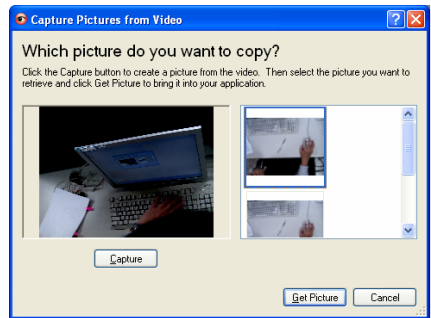 Capture Pictures from Video
Which picture do you want to copy?
Click the Capture button to create a picture from the video. Then select the picture you want to
retrieve and click Get Picture to bring it into your application.
Capture
Get Picture
Cancel